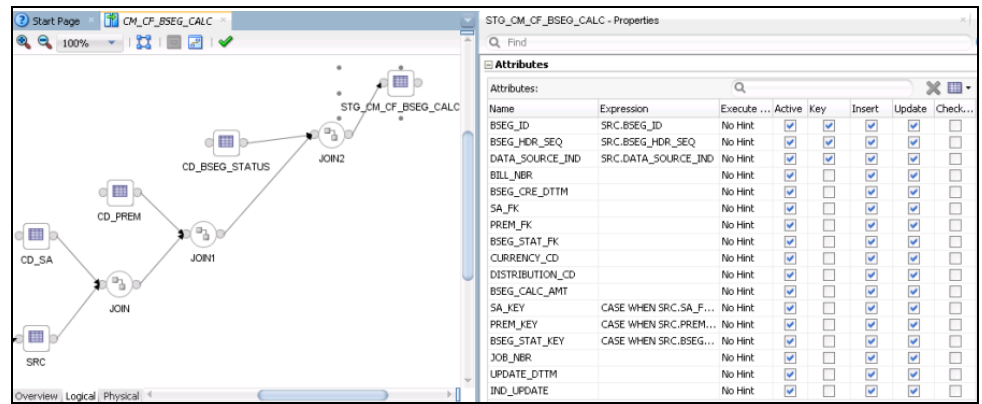 Start Page
CM_CF_BSEG_CALC
100%
STG_CM_CF_BSEG_CALC
CD_BSEG_STATUS
JOIN2
CD_PREM
JOIN1
CD_SA
JOIN
SRC
Overview Logical Physical
STG_CM_CF_BSEG_CALC - Properties
Find
Attributes
Attributes:
Name Expression Execute ... Active Key Insert Update Check...
BSEG_ID SRC.BSEG_ID No Hint
BSEG_HDR_SEQ SRC.BSEG_HDR_SEQ No Hint
DATA_SOURCE_IND SRC.DATA_SOURCE_IND No Hint
BILL_NBR No Hint
BSEG_CRE_DTTM No Hint
SA_FK No Hint
PREM_FK No Hint
BSEG_STAT_FK No Hint
CURRENCY_CD No Hint
DISTRIBUTION_CD No Hint
BSEG_CALC_AMT No Hint
SA_KEY CASE WHEN SRC.SA_F... No Hint
PREM_KEY CASE WHEN SRC.PREM... No Hint
BSEG_STAT_KEY CASE WHEN SRC.BSEG... No Hint
JOB_NBR No Hint
UPDATE_DTTM No Hint
IND_UPDATE No Hint